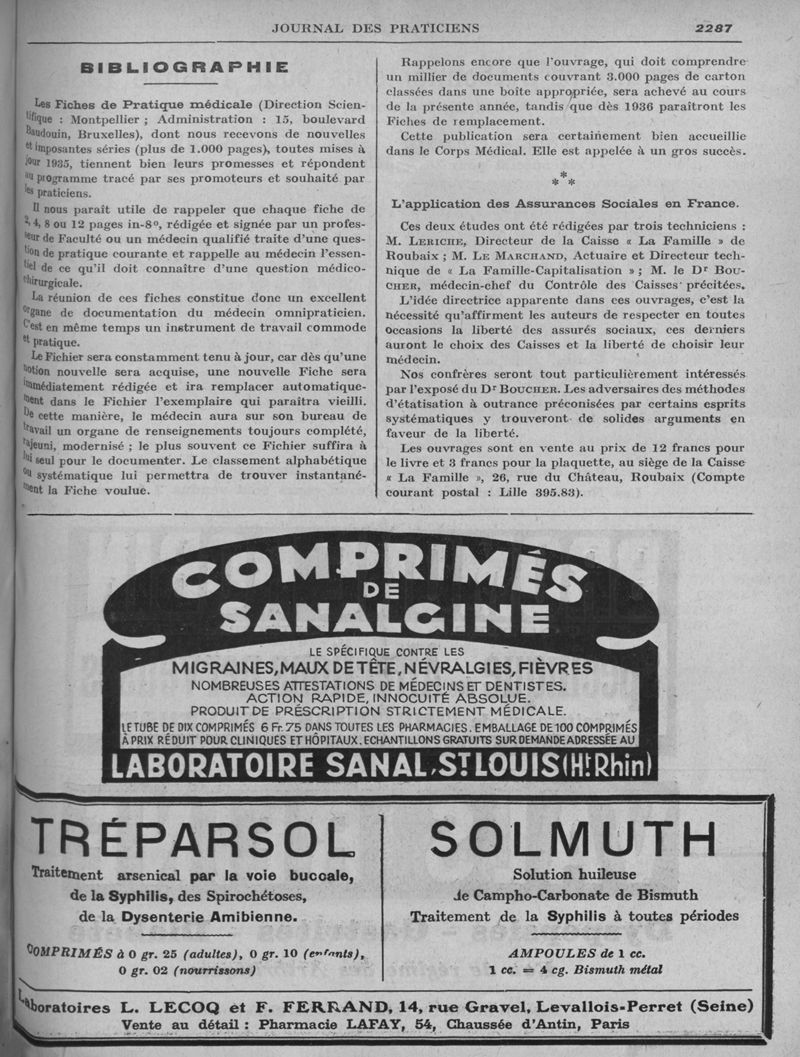 JOURNAL DES PRATICIENS 2287
BIBLIOGRAPHIE
Les Fiches de Pratique médicale (Direction Scien-
tifique : Montpellier ; Administration : 15, boulevard
Baudouin, Bruxelles), dont nous recevons de nouvelles
et imposantes séries (plus de 1.000 pages), toutes mises à
jour 1935, tiennent bien leurs promesses et répondent
au programme tracé par ses promoteurs et souhaité par
les praticiens.
Il nous paraît utile de rappeler que chaque fiche de
2, 4, 8 ou 12 pages in-8º, rédigée et signée par un profes-
seur de Faculté ou un médecin qualifié traite d'une ques-
tion de pratique courante et rappelle au médecin l'essen-
tiel de ce qu'il doit connaître d'une question médico-
chirurgicale.
La réunion de ces fiches constitue donc un excellent
organe de documentation du médecin omnipraticien.
C'est en même temps un instrument de travail commode
et pratique.
Le Fichier sera constamment tenu à jour, car dès qu'une
notion nouvelle sera acquise, une nouvelle Fiche sera
immédiatement rédigée et ira remplacer automatique-
ment dans le Fichier l'exemplaire qui paraîtra vieilli.
De cette manière, le médecin aura sur son bureau de
travail un organe de renseignements toujours complété,
rajeuni, modernisé ; le plus souvent ce Fichier suffira à
lui seul pour le documenter. Le classement alphabétique
ou systématique lui permettra de trouver instantané-
ment la Fiche voulue.
Rappelons encore que l'ouvrage, qui doit comprendre
un millier de documents couvrant 3.000 pages de carton
classées dans une boîte appropriée, sera achevé au cours
de la présente année, tandis que dès 1936 paraîtront les
Fiches de remplacement.
Cette publication sera certainement bien accueillie
dans le Corps Médical. Elle est appelée à un gros succès.
*
* *
L'application des Assurances Sociales en France.
Ces deux études ont été rédigées par trois techniciens :
M. LERICHE, Directeur de la Caisse « La Famille » de
Roubaix ; M. LE MARCHAND, Actuaire et Directeur tech-
nique de « La Famille-Capitalisation » ; M. le Dr BOU-
CHER, médecin-chef du Contrôle des Caisses précitées.
L'idée directrice apparente dans ces ouvrages, c'est la
nécessité qu'affirment les auteurs de respecter en toutes
occasions la liberté des assurés sociaux, ces derniers
auront le choix des Caisses et la liberté de choisir leur
médecin.
Nos confrères seront tout particulièrement intéressés
par l'exposé du Dr BOUCHER. Les adversaires des méthodes
d'étatisation à outrance préconisées par certains esprits
systématiques y trouveront de solides arguments en
faveur de la liberté.
Les ouvrages sont en vente au prix de 12 francs pour
le livre et 3 francs pour la plaquette, au siège de la Caisse
« La Famille », 26, rue du Château, Roubaix (Compte
courant postal : Lille 395.83).
COMPRIMÉS
DE
SANALGINE
LE SPÉCIFIQUE CONTRE LES
MIGRAINES, MAUX DE TÊTE, NÉVRALGIES, FIÈVRES
NOMBREUSES ATTESTATIONS DE MÉDECINS ET DENTISTES.
ACTION RAPIDE, INNOCUITÉ ABSOLUE.
PRODUIT DE PRÉSCRIPTION STRICTEMENT MÉDICALE.
LE TUBE DE DIX COMPRIMÉS 6 Fr. 75 DANS TOUTES LES PHARMACIES. EMBALLAGE DE 100 COMPRIMÉS
À PRIX RÉDUIT POUR CLINIQUES ET HÔPITAUX. ECHANTILLONS GRATUITS SUR DEMANDE ADRESSÉE AU
LABORATOIRE SANAL, ST. LOUIS (Ht. Rhin)
TRÉPARSOL
Traitement arsenical par la voie buccale,
de la Syphilis, des Spirochétoses,
de la Dysenterie Amibienne.
COMPRIMÉS à 0 gr. 25 (adultes), 0 gr. 10 (enfants),
0 gr. 02 (nourrissons)
SOLMUTH
Solution huileuse
de Campho-Carbonate de Bismuth
Traitement de la Syphilis à toutes périodes
AMPOULES de 1 cc.
1 cc. = 4 cg. Bismuth métal
Laboratoires L. LECOQ et F. FERRAND, 14, rue Gravel, Levallois-Perret (Seine)
Vente au détail : Pharmacie LAFAY, 54, Chaussée d'Antin, Paris